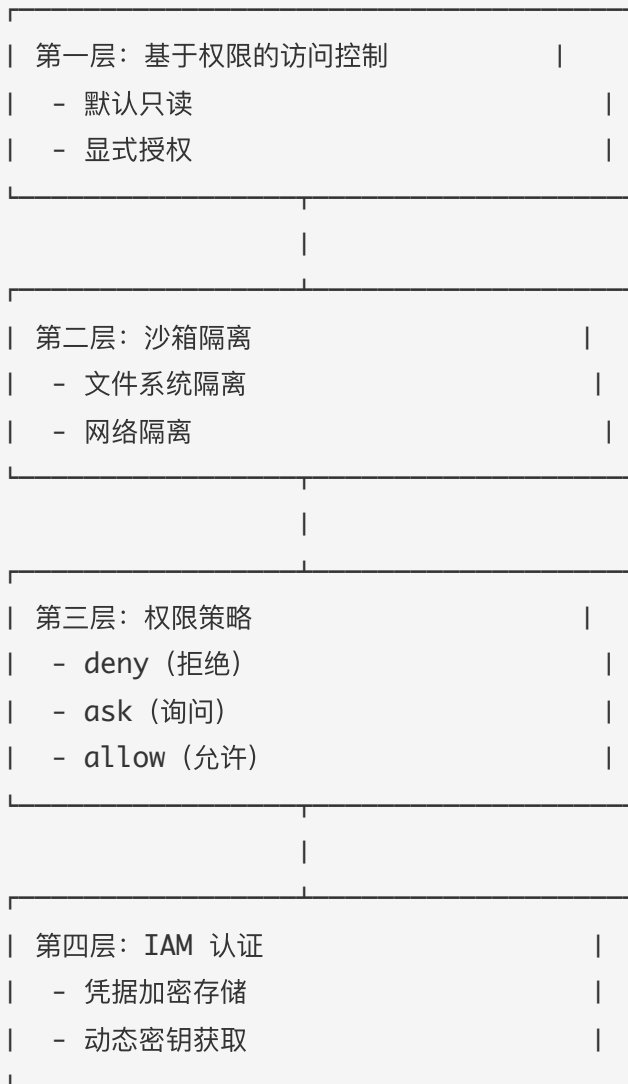 第一层: 基于权限的访问控制
- 默认只读
- 显式授权
第二层: 沙箱隔离
- 文件系统隔离
- 网络隔离
第三层: 权限策略
- deny (拒绝)
- ask (询问)
- allow (允许)
第四层: IAM 认证
- 凭据加密存储
- 动态密钥获取